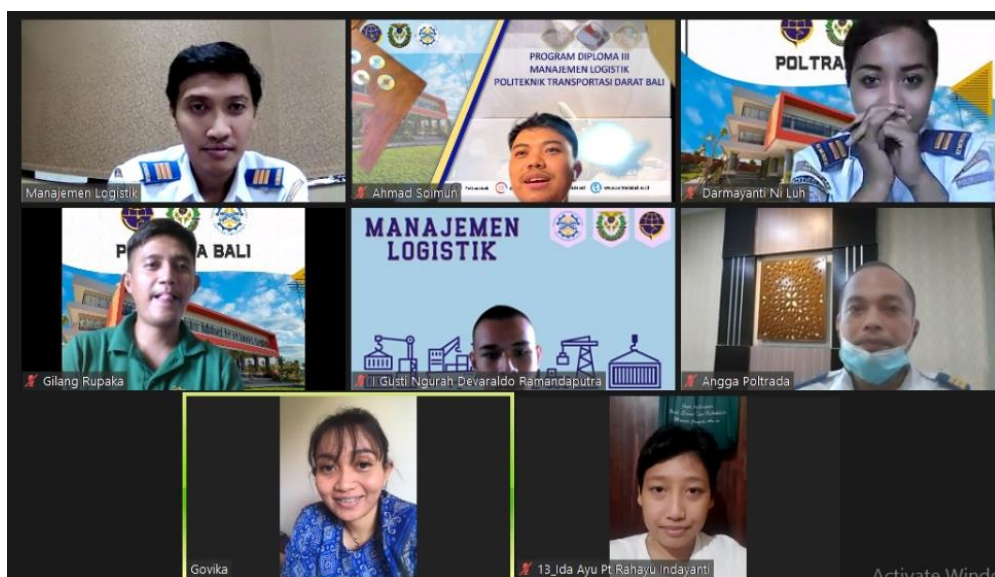 PROGRAM DIPLOMA III
MANAJEMEN LOGISTIK
POLITEKNIK TRANSPORTASI DARAT BALI
POLTRA
Manajemen Logistik
Ahmad Soimun
Darmayanti Ni Luh
BALI
MANAJEMEN
LOGISTIK
Gilang Rupaka
I Gusti Ngurah Devaraldo Ramandaputra
Angga Poltrada
Govika
13_Ida Ayu Pt Rahayu Indayanti
Activate Windo